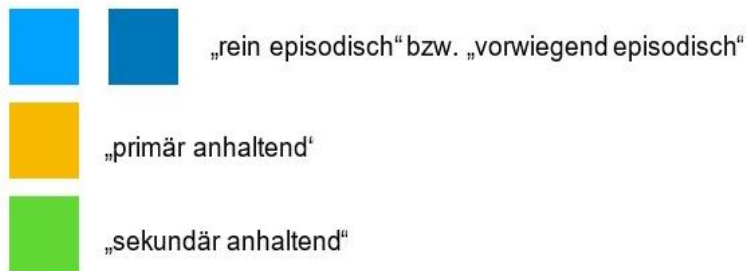 „rein episodisch“ bzw. „vorwiegend episodisch“
„primär anhaltend‘
„sekundär anhaltend“